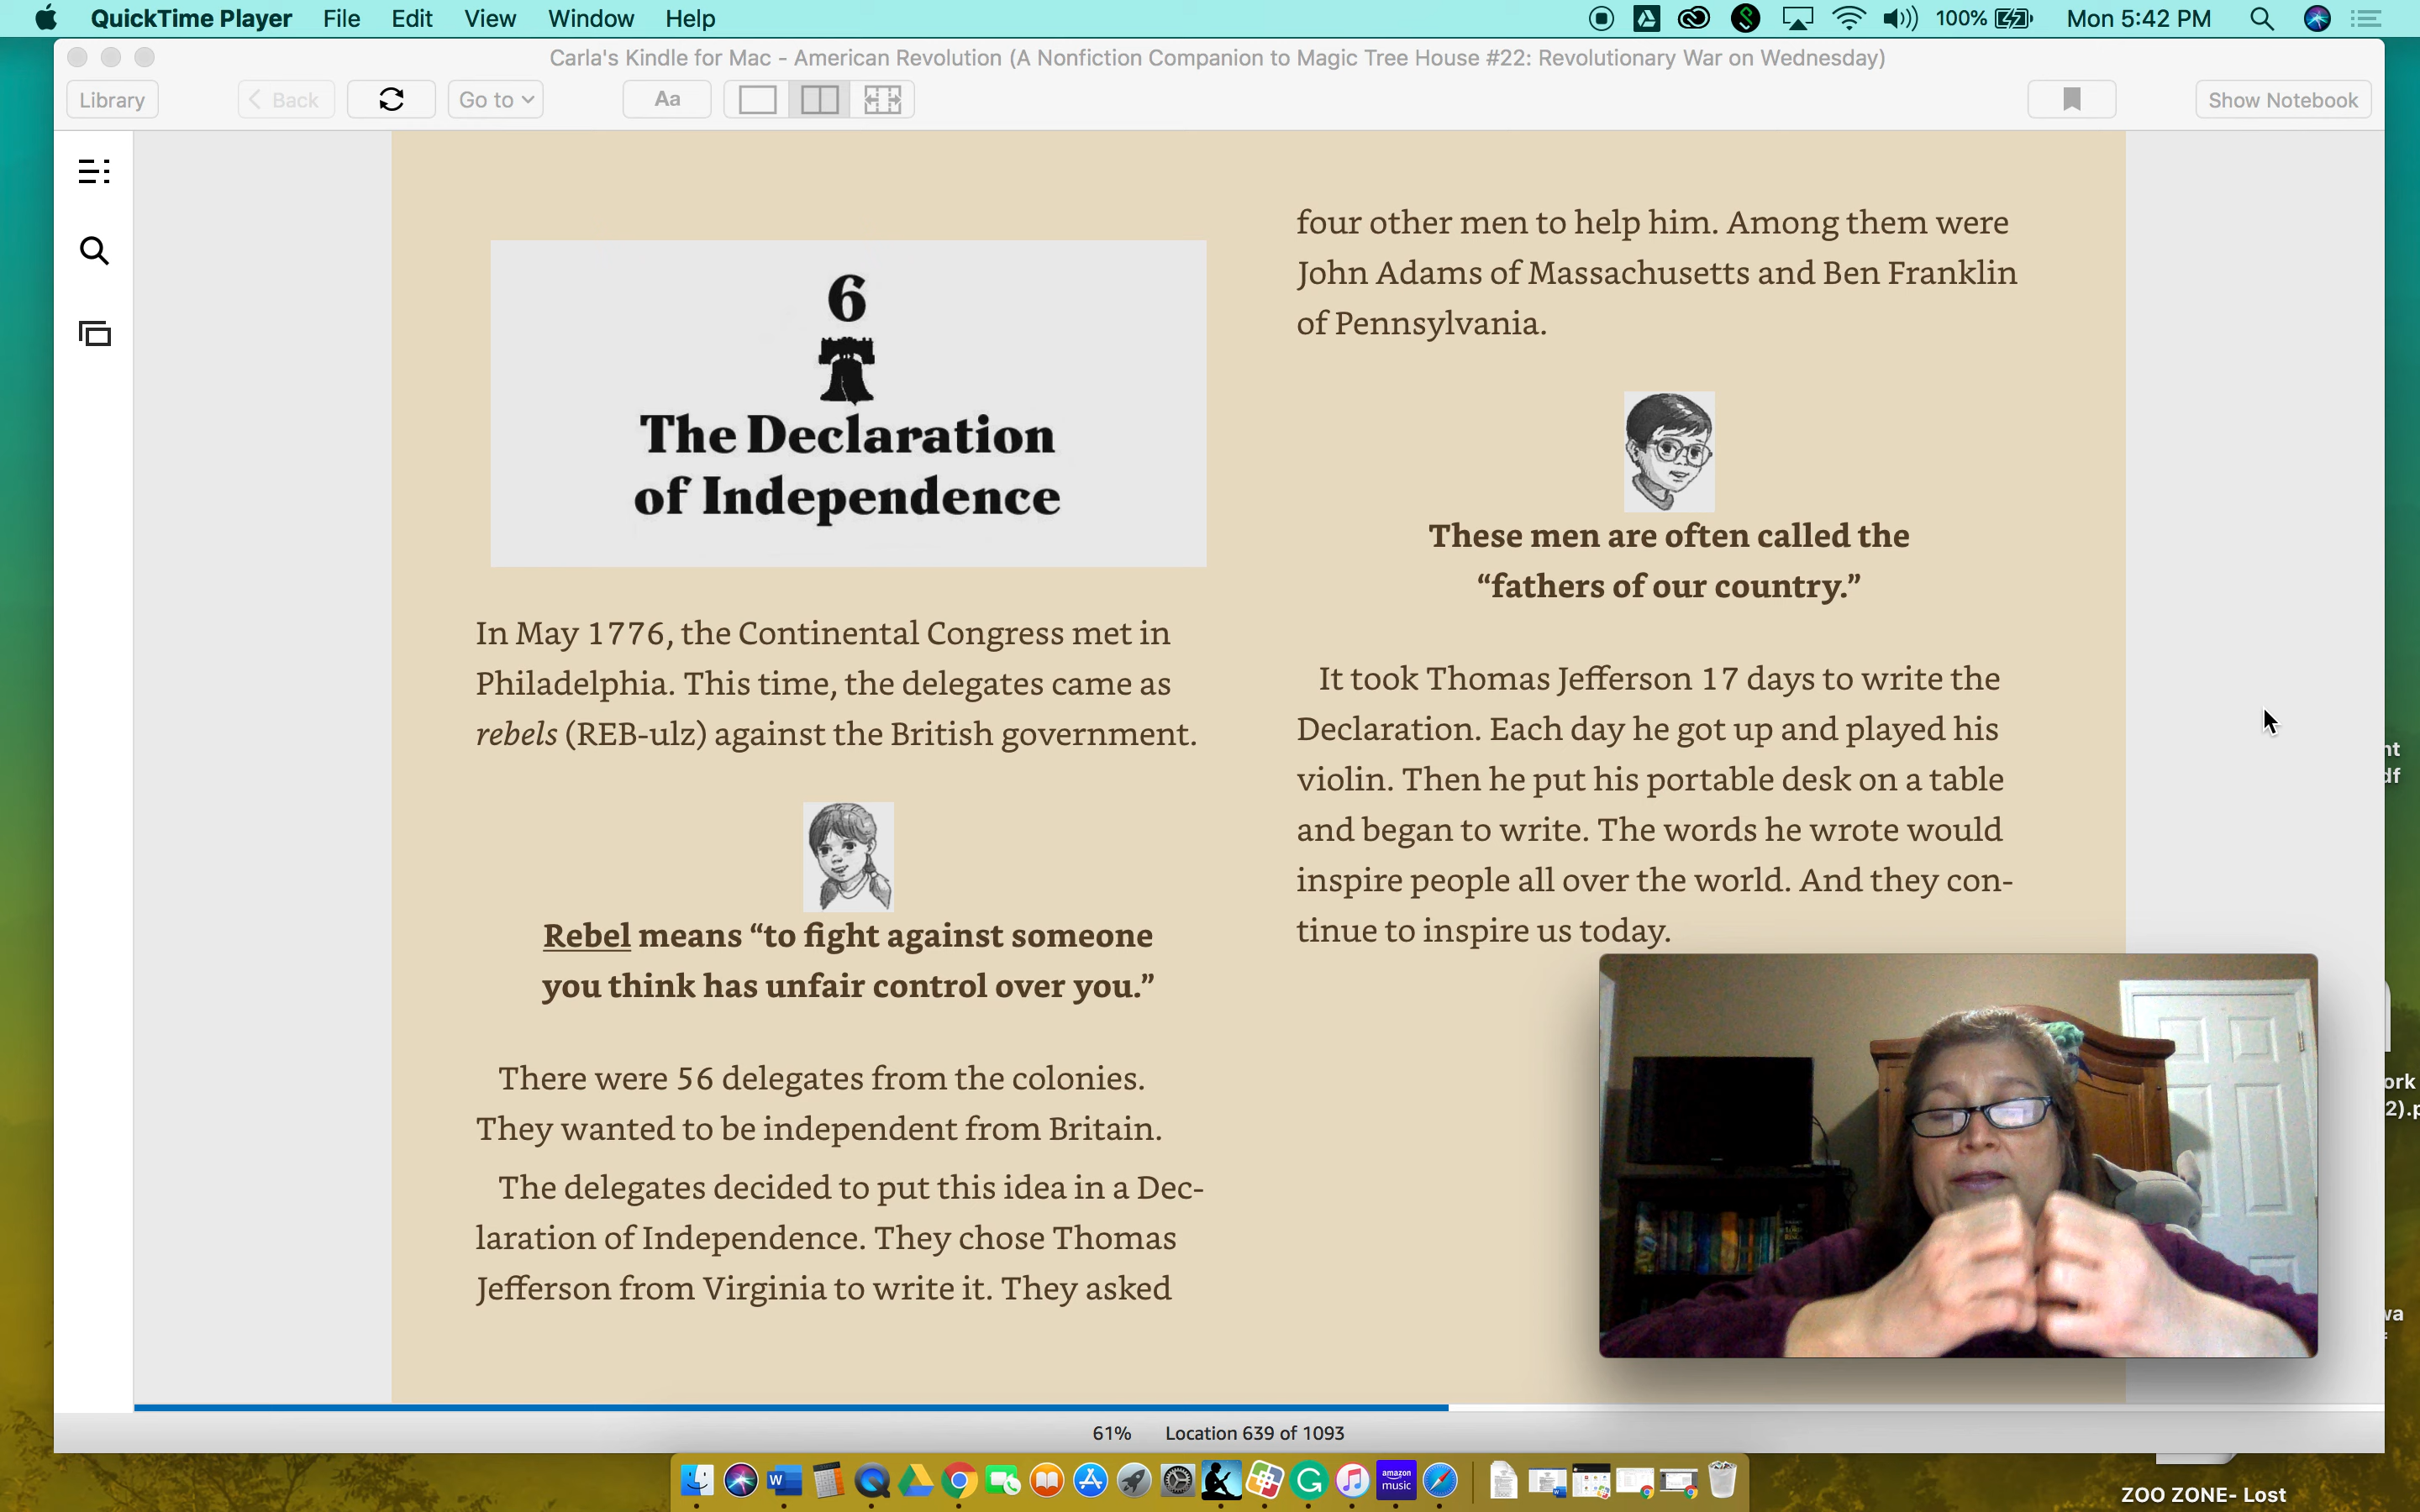 QuickTime Player File Edit View Window Help 100% Mon 5:42 PM
Carla's Kindle for Mac - American Revolution (A Nonfiction Companion to Magic Tree House #22: Revolutionary War on Wednesday)
Library Back Go to Aa Show Notebook
6
The Declaration
of Independence
In May 1776, the Continental Congress met in
Philadelphia. This time, the delegates came as
rebels (REB-ulz) against the British government.
Rebel means “to fight against someone
you think has unfair control over you.”
There were 56 delegates from the colonies.
They wanted to be independent from Britain.
The delegates decided to put this idea in a Dec-
laration of Independence. They chose Thomas
Jefferson from Virginia to write it. They asked
four other men to help him. Among them were
John Adams of Massachusetts and Ben Franklin
of Pennsylvania.
These men are often called the
“fathers of our country.”
It took Thomas Jefferson 17 days to write the
Declaration. Each day he got up and played his
violin. Then he put his portable desk on a table
and began to write. The words he wrote would
inspire people all over the world. And they con-
tinue to inspire us today.
nt
df
ork
2).p
wa
61% Location 639 of 1093
W
amazon
music
ZOO ZONE- Lost